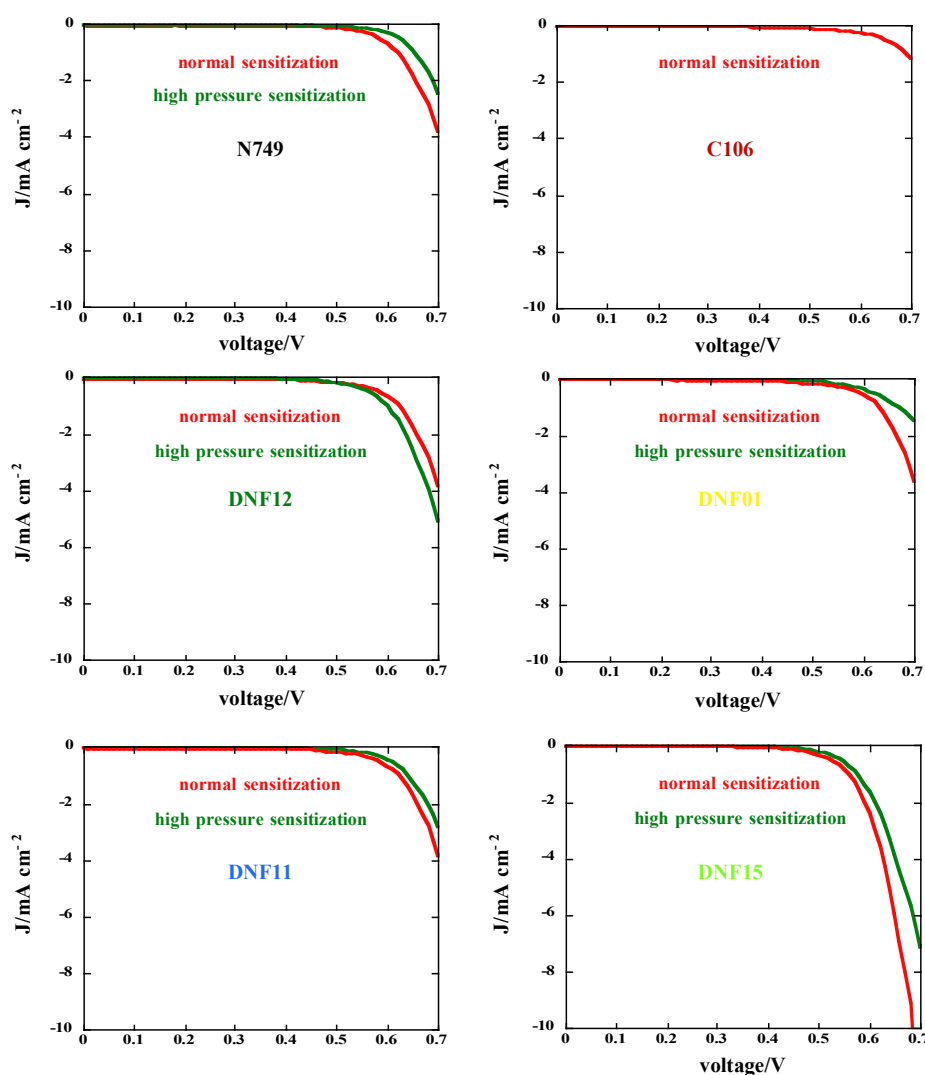 0
-2
-4
-6
-8
-10
J/mA cm-2
normal sensitization
high pressure sensitization
N749
0 0.1 0.2 0.3 0.4 0.5 0.6 0.7
voltage/V
0
-2
-4
-6
-8
-10
J/mA cm-2
normal sensitization
C106
0 0.1 0.2 0.3 0.4 0.5 0.6 0.7
voltage/V
0
-2
-4
-6
-8
-10
J/mA cm-2
normal sensitization
high pressure sensitization
DNF12
0 0.1 0.2 0.3 0.4 0.5 0.6 0.7
voltage/V
0
-2
-4
-6
-8
-10
J/mA cm-2
normal sensitization
high pressure sensitization
DNF01
0 0.1 0.2 0.3 0.4 0.5 0.6 0.7
voltage/V
0
-2
-4
-6
-8
-10
J/mA cm-2
normal sensitization
high pressure sensitization
DNF11
0 0.1 0.2 0.3 0.4 0.5 0.6 0.7
voltage/V
0
-2
-4
-6
-8
-10
J/mA cm-2
normal sensitization
high pressure sensitization
DNF15
0 0.1 0.2 0.3 0.4 0.5 0.6 0.7
voltage/V